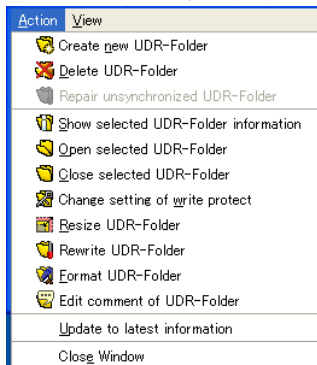 Action View
Create new UDR-Folder
Delete UDR-Folder
Repair unsynchronized UDR-Folder
Show selected UDR-Folder information
Open selected UDR-Folder
Close selected UDR-Folder
Change setting of write protect
Resize UDR-Folder
Rewrite UDR-Folder
Format UDR-Folder
Edit comment of UDR-Folder
Update to latest information
Close Window